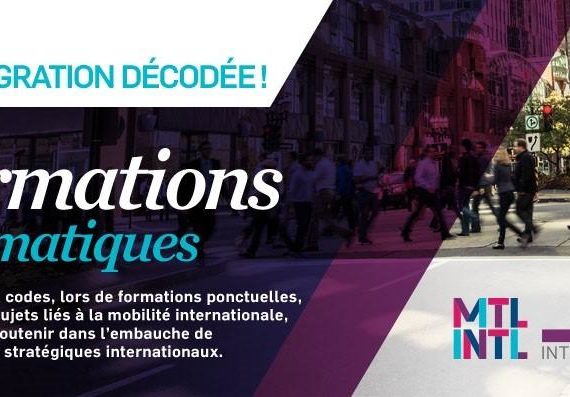 GRATION DÉCODÉE !
rmations
matiques
codes, lors de formations ponctuelles,
ujets liés à la mobilité internationale,
outenir dans l'embauche de
stratégiques internationaux.
MTL
INTL
INT